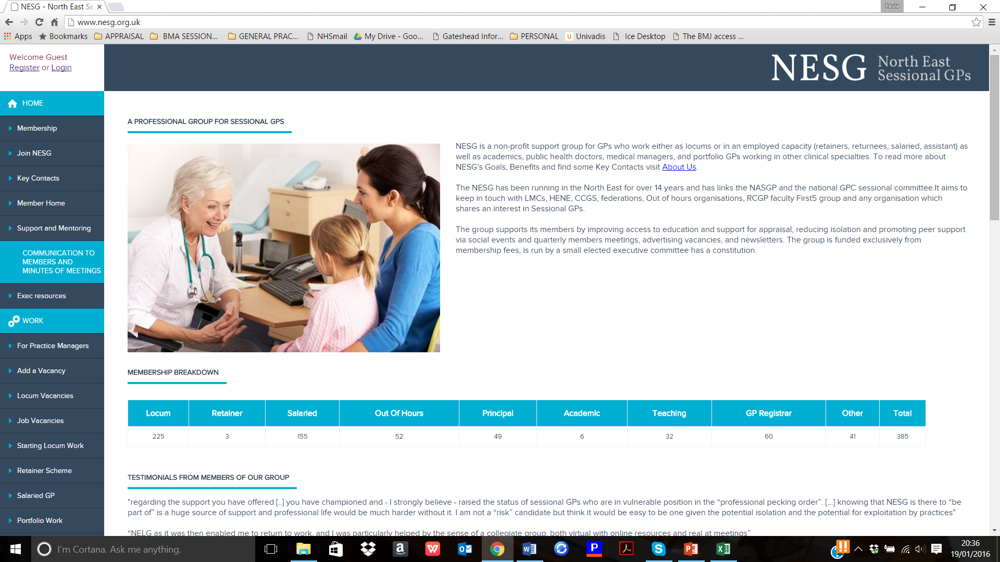 NESG - North East Se
Paula
www.nesg.org.uk
Apps Bookmarks APPRAISAL BMA SESSION... GENERAL PRAC... NHSmail My Drive - Goo... Gateshead Infor... PERSONAL Univadis Ice Desktop The BMJ access ...
Welcome Guest
Register or Login
NESG North East
Sessional GPs
HOME
Membership
Join NESG
Key Contacts
Member Home
Support and Mentoring
COMMUNICATION TO
MEMBERS AND
MINUTES OF MEETINGS
Exec resources
WORK
For Practice Managers
Add a Vacancy
Locum Vacancies
Job Vacancies
Starting Locum Work
Retainer Scheme
Salaried GP
Portfolio Work
A PROFESSIONAL GROUP FOR SESSIONAL GPS
NESG is a non-profit support group for GPs who work either as locums or in an employed capacity (retainers, returnees, salaried, assistant) as
well as academics, public health doctors, medical managers, and portfolio GPs working in other clinical specialties. To read more about
NESG's Goals, Benefits and find some Key Contacts visit About Us.
The NESG has been running in the North East for over 14 years and has links the NASGP and the national GPC sessional committee.It aims to
keep in touch with LMCs, HENE, CCGS, federations, Out of hours organisations, RCGP faculty First5 group and any organisation which
shares an interest in Sessional GPs.
The group supports its members by improving access to education and support for appraisal, reducing isolation and promoting peer support
via social events and quarterly members meetings, advertising vacancies, and newsletters. The group is funded exclusively from
membership fees, is run by a small elected executive committee has a constitution.
MEMBERSHIP BREAKDOWN
Locum Retainer Salaried Out Of Hours Principal Academic Teaching GP Registrar Other Total
225 3 155 52 49 6 32 60 41 385
TESTIMONIALS FROM MEMBERS OF OUR GROUP
"regarding the support you have offered [..] you have championed and - I strongly believe - raised the status of sessional GPs who are in vulnerable position in the “professional pecking order”. [...] knowing that NESG is there to “be
part of” is a huge source of support and professional life would be much harder without it. I am not a “risk” candidate but think it would be easy to be one given the potential isolation and the potential for exploitation by practices"
“NELG as it was then enabled me to return to work, and I was particularly helped by the sense of a collegiate group, both virtual with online resources and real at meetings”
I'm Cortana. Ask me anything.
20:36
19/01/2016